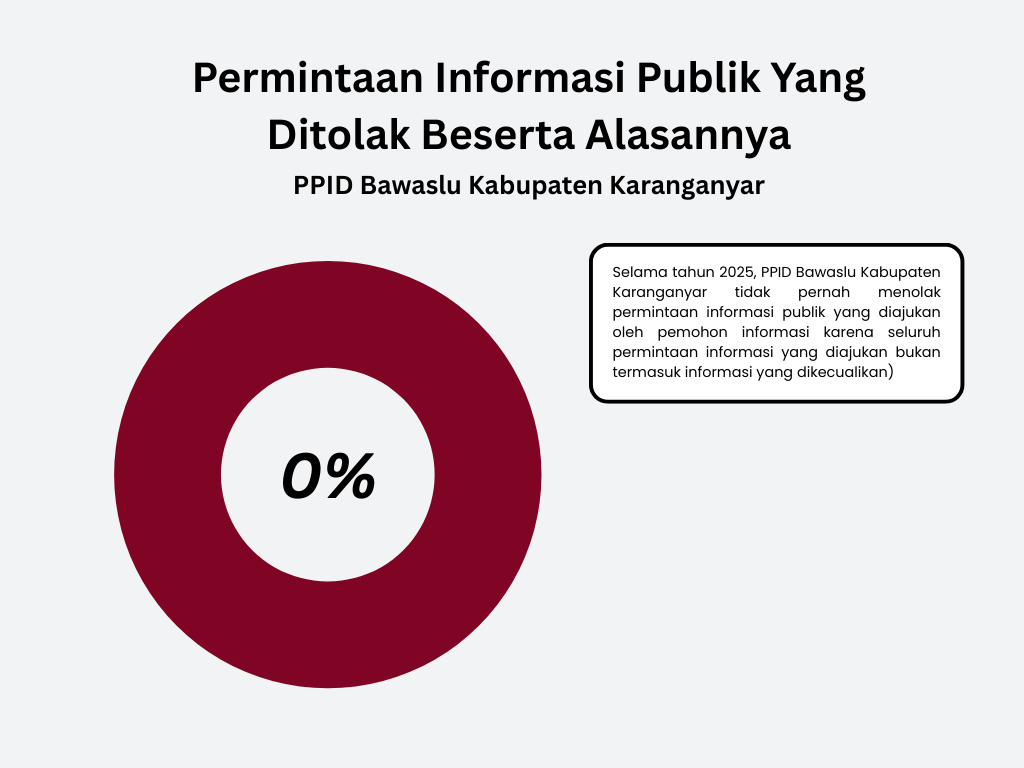 Permintaan Informasi Publik Yang
Ditolak Beserta Alasannya
PPID Bawaslu Kabupaten Karanganyar
Selama tahun 2025, PPID Bawaslu Kabupaten
Karanganyar tidak pernah menolak
permintaan informasi publik yang diajukan
oleh pemohon informasi karena seluruh
permintaan informasi yang diajukan bukan
termasuk informasi yang dikecualikan)
0%